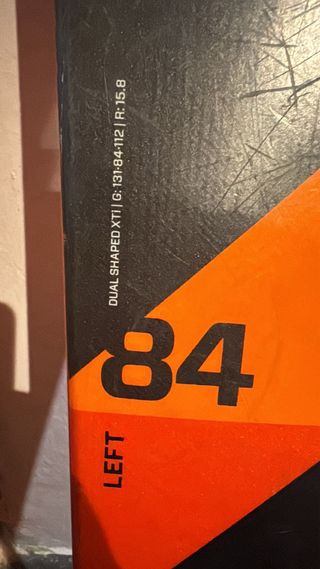 DUAL SHAPED XTi | G: 131-84-112 | R: 15.8
84
LEFT